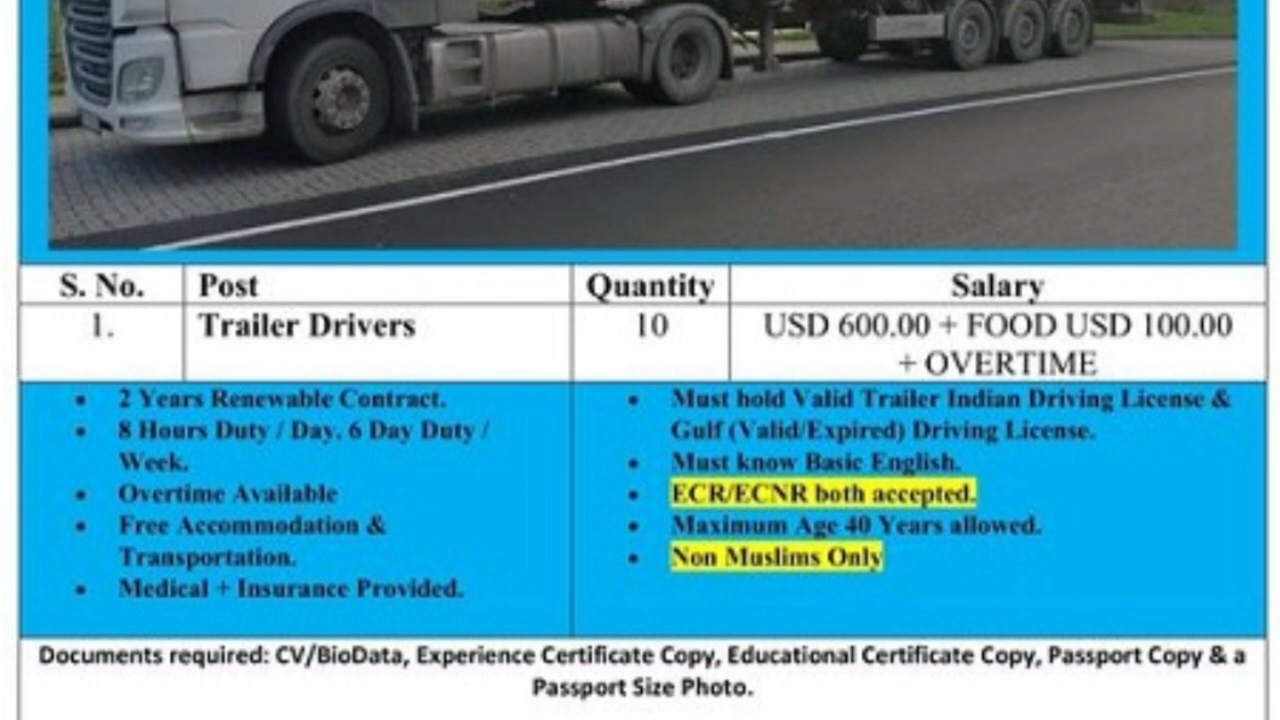 S. No. Post Quantity Salary
1. Trailer Drivers 10 USD 600.00 + FOOD USD 100.00
+ OVERTIME
• 2 Years Renewable Contract.
• 8 Hours Duty / Day. 6 Day Duty /
Week.
• Overtime Available
• Free Accommodation &
Transportation.
• Medical + Insurance Provided.
• Must hold Valid Trailer Indian Driving License &
Gulf (Valid/Expired) Driving License.
• Must know Basic English.
• ECR/ECNR both accepted.
• Maximum Age 40 Years allowed.
• Non Muslims Only
Documents required: CV/BioData, Experience Certificate Copy, Educational Certificate Copy, Passport Copy & a
Passport Size Photo.